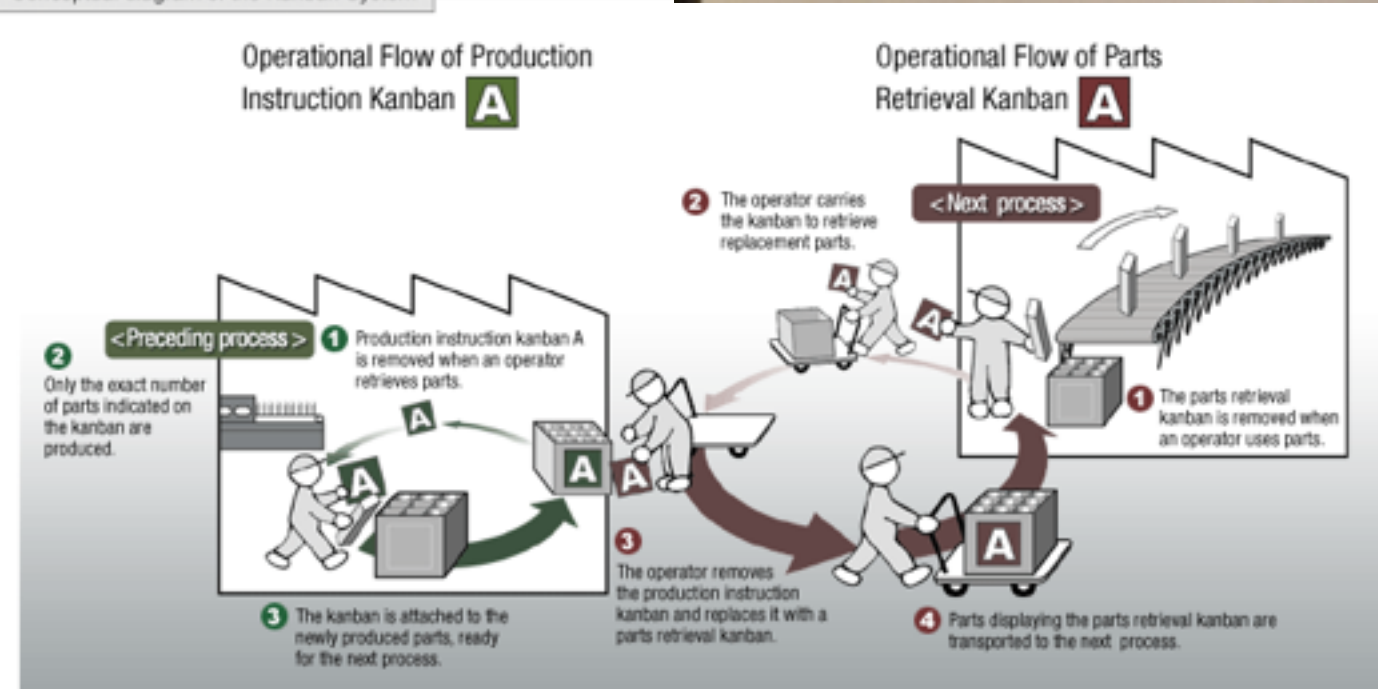 Operational Flow of Production
Instruction Kanban A
Operational Flow of Parts
Retrieval Kanban A
<Preceding process>
1 Production instruction kanban A
is removed when an operator
retrieves parts.
2
Only the exact number
of parts indicated on
the kanban are
produced.
A
A
A
A
3 The kanban is attached to the
newly produced parts, ready
for the next process.
<Next process>
1 The parts retrieval
kanban is removed when
an operator uses parts.
2 The operator carries
the kanban to retrieve
replacement parts.
A
A
3
The operator removes
the production instruction
kanban and replaces it with a
parts retrieval kanban.
A
4 Parts displaying the parts retrieval kanban are
transported to the next process.